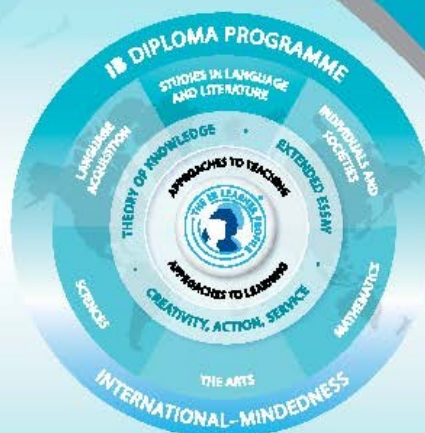 IB DIPLOMA PROGRAMME
STUDIES IN LANGUAGE
AND LITERATURE
LANGUAGE
ACQUISITION
INDIVIDUALS AND
SOCIETIES
THEORY OF KNOWLEDGE
EXTENDED ESSAY
APPROACHES TO TEACHING
THE IB LEARNER PROFILE
APPROACHES TO LEARNING
CREATIVITY, ACTION, SERVICE
SCIENCES
MATHEMATICS
THE ARTS
INTERNATIONAL-MINDEDNESS